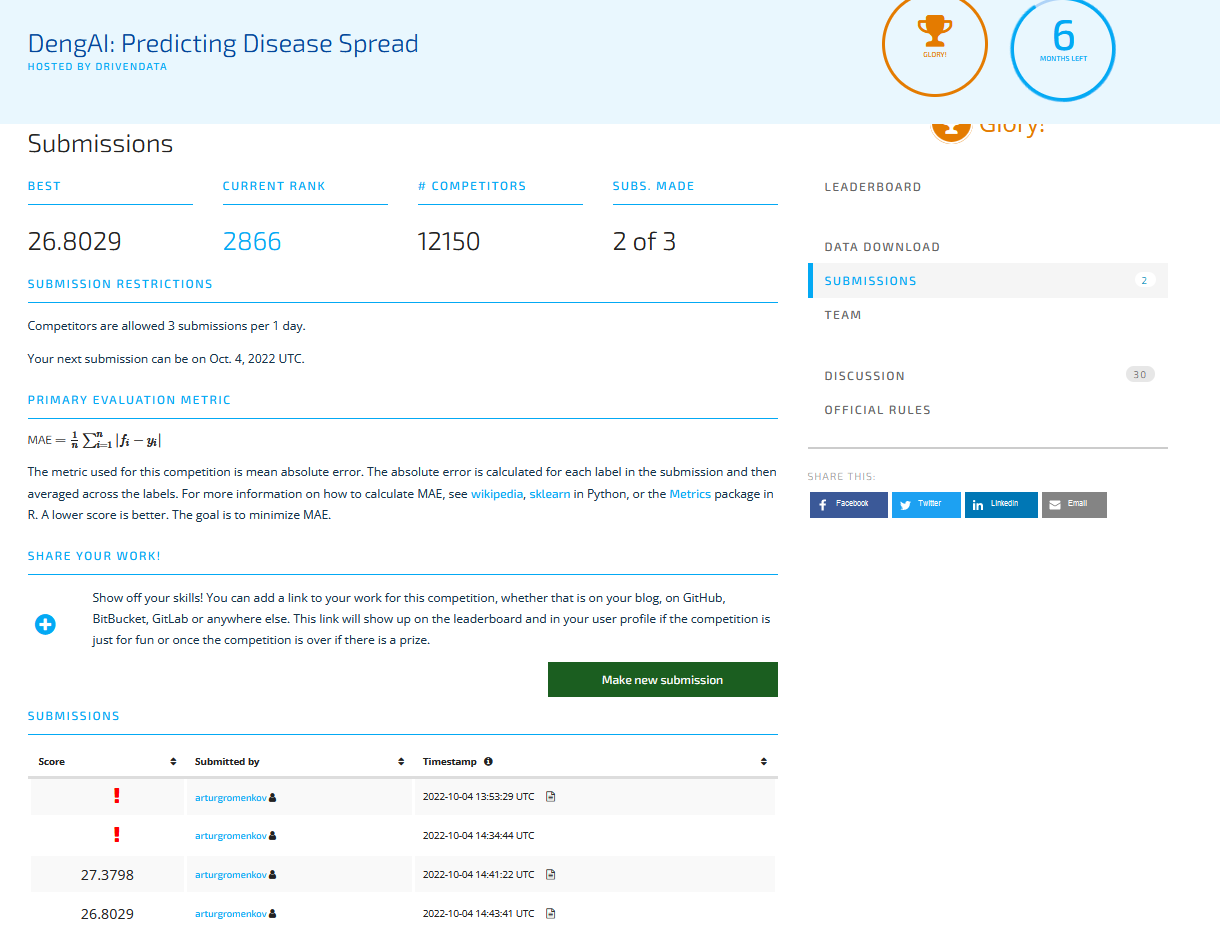 DengAI: Predicting Disease Spread
HOSTED BY DRIVENDATA
GLORY!
6
MONTHS LEFT
Glory!
Submissions
BEST
CURRENT RANK
# COMPETITORS
SUBS. MADE
26.8029
2866
12150
2 of 3
SUBMISSION RESTRICTIONS
Competitors are allowed 3 submissions per 1 day.
Your next submission can be on Oct. 4, 2022 UTC.
PRIMARY EVALUATION METRIC
MAE = 1/n ∑ⁿᵢ₌₁ |fᵢ − yᵢ|
The metric used for this competition is mean absolute error. The absolute error is calculated for each label in the submission and then
averaged across the labels. For more information on how to calculate MAE, see wikipedia, sklearn in Python, or the Metrics package in
R. A lower score is better. The goal is to minimize MAE.
SHARE YOUR WORK!
Show off your skills! You can add a link to your work for this competition, whether that is on your blog, on GitHub,
BitBucket, GitLab or anywhere else. This link will show up on the leaderboard and in your user profile if the competition is
just for fun or once the competition is over if there is a prize.
Make new submission
SUBMISSIONS
Score
Submitted by
Timestamp
! arturgromenkov 2022-10-04 13:53:29 UTC
! arturgromenkov 2022-10-04 14:34:44 UTC
27.3798 arturgromenkov 2022-10-04 14:41:22 UTC
26.8029 arturgromenkov 2022-10-04 14:43:41 UTC
LEADERBOARD
DATA DOWNLOAD
SUBMISSIONS 2
TEAM
DISCUSSION 30
OFFICIAL RULES
SHARE THIS:
Facebook
Twitter
LinkedIn
Email